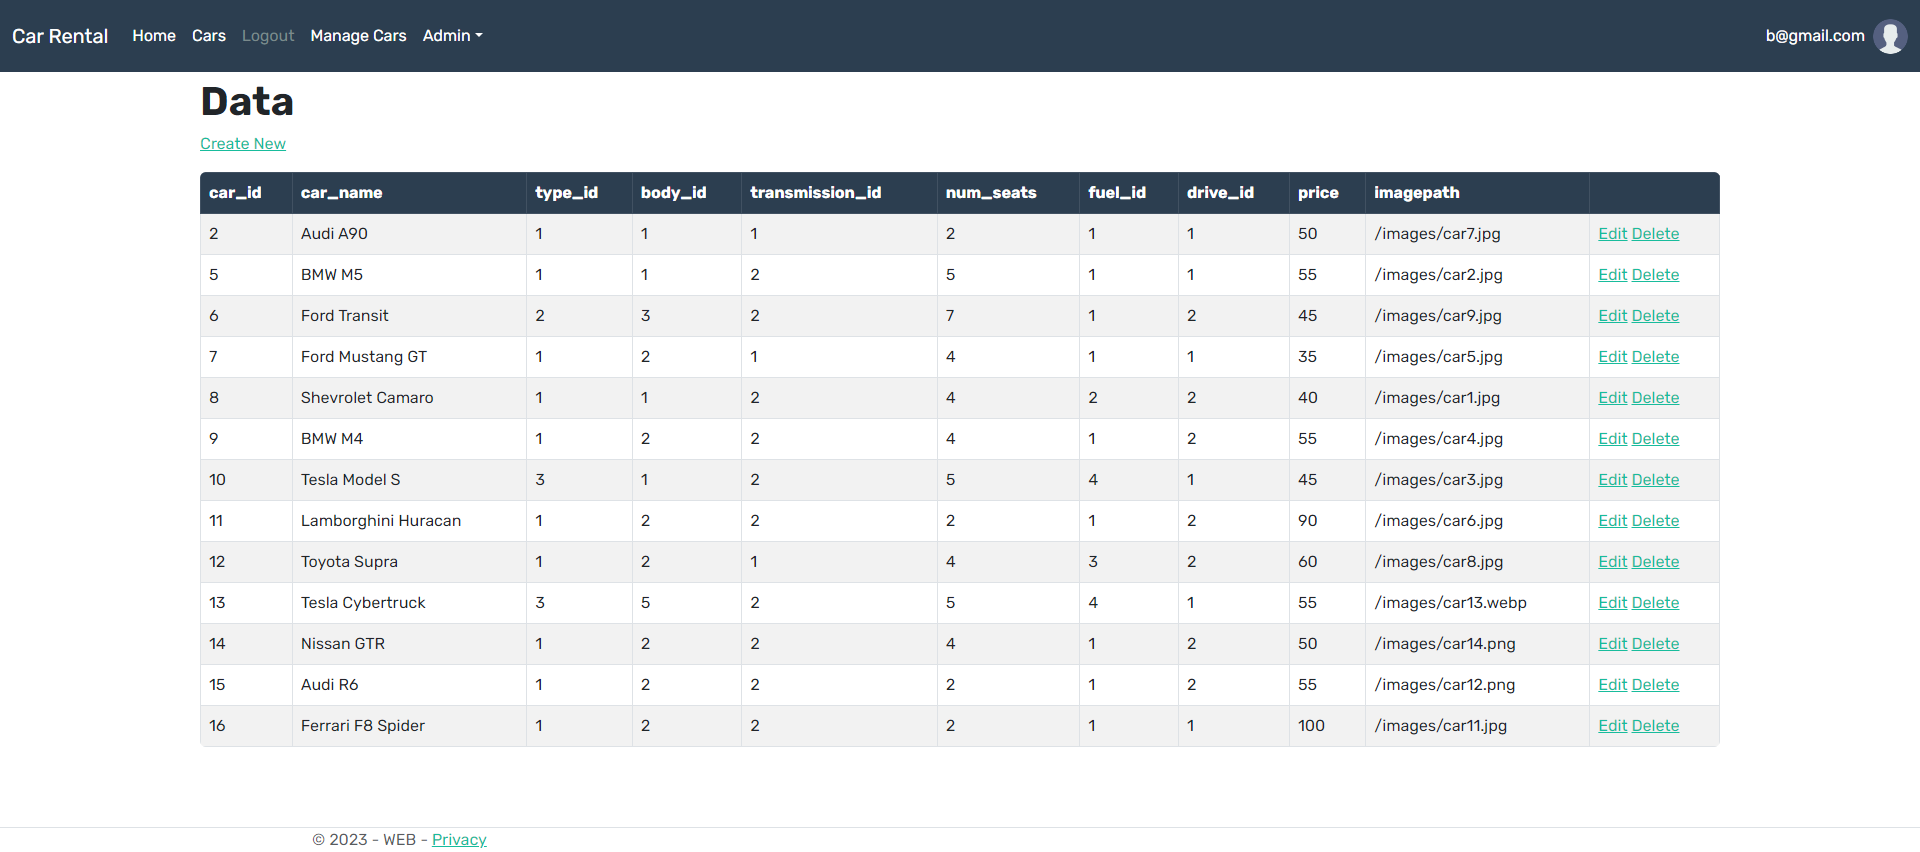 Car Rental Home Cars Logout Manage Cars Admin b@gmail.com
Data
Create New
car_id car_name type_id body_id transmission_id num_seats fuel_id drive_id price imagepath
2 Audi A90 1 1 1 2 1 1 50 /images/car7.jpg Edit Delete
5 BMW M5 1 1 2 5 1 1 55 /images/car2.jpg Edit Delete
6 Ford Transit 2 3 2 7 1 2 45 /images/car9.jpg Edit Delete
7 Ford Mustang GT 1 2 1 4 1 1 35 /images/car5.jpg Edit Delete
8 Shevrolet Camaro 1 1 2 4 2 2 40 /images/car1.jpg Edit Delete
9 BMW M4 1 2 2 4 1 2 55 /images/car4.jpg Edit Delete
10 Tesla Model S 3 1 2 5 4 1 45 /images/car3.jpg Edit Delete
11 Lamborghini Huracan 1 2 2 2 1 2 90 /images/car6.jpg Edit Delete
12 Toyota Supra 1 2 1 4 3 2 60 /images/car8.jpg Edit Delete
13 Tesla Cybertruck 3 5 2 5 4 1 55 /images/car13.webp Edit Delete
14 Nissan GTR 1 2 2 4 1 2 50 /images/car14.png Edit Delete
15 Audi R6 1 2 2 2 1 2 55 /images/car12.png Edit Delete
16 Ferrari F8 Spider 1 2 2 2 1 1 100 /images/car11.jpg Edit Delete
© 2023 - WEB - Privacy